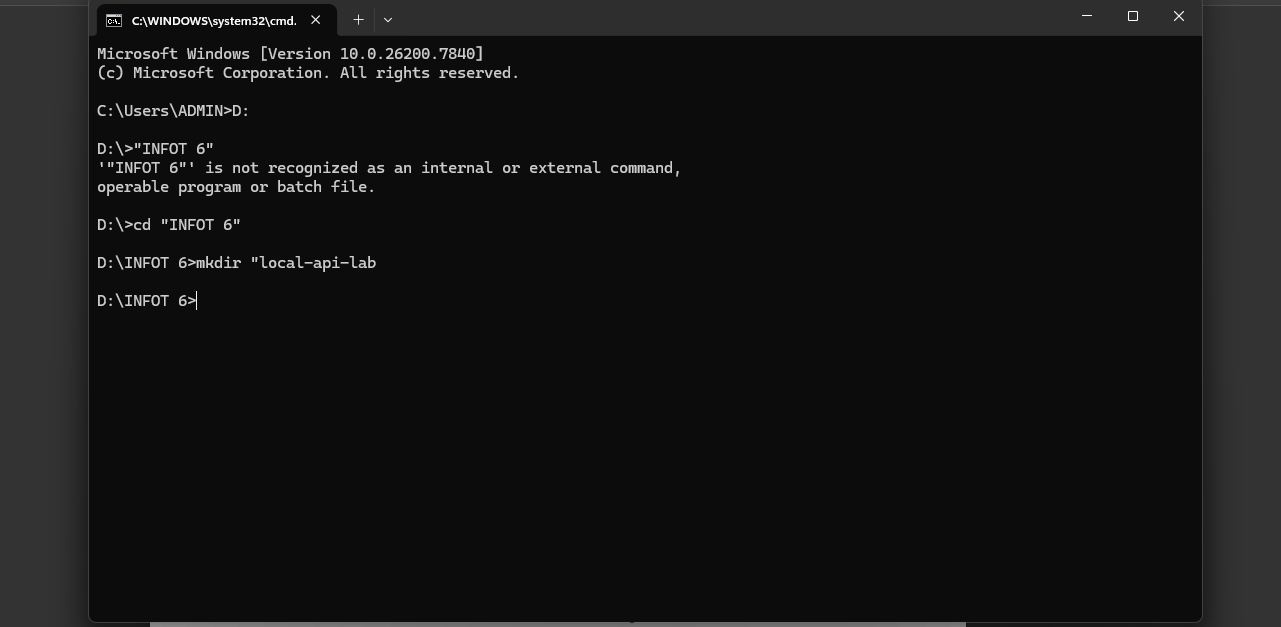 C:\WINDOWS\system32\cmd.
Microsoft Windows [Version 10.0.26200.7840]
(c) Microsoft Corporation. All rights reserved.
C:\Users\ADMIN>D:
D:\>"INFOT 6"
'"INFOT 6"' is not recognized as an internal or external command,
operable program or batch file.
D:\>cd "INFOT 6"
D:\INFOT 6>mkdir "local-api-lab
D:\INFOT 6>